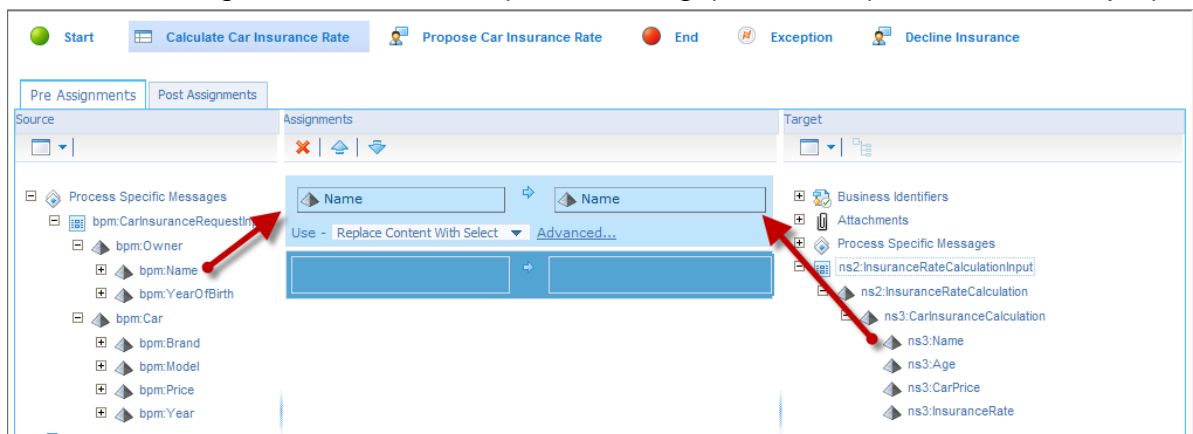 Start Calculate Car Insurance Rate Propose Car Insurance Rate End Exception Decline Insurance
Pre Assignments Post Assignments
Source Assignments Target
Process Specific Messages
bpm:CarInsuranceRequestInp
bpm:Owner
bpm:Name
bpm:YearOfBirth
bpm:Car
bpm:Brand
bpm:Model
bpm:Price
bpm:Year
Name Name
Use - Replace Content With Select Advanced...
Business Identifiers
Attachments
Process Specific Messages
ns2:InsuranceRateCalculationInput
ns2:InsuranceRateCalculation
ns3:CarInsuranceCalculation
ns3:Name
ns3:Age
ns3:CarPrice
ns3:InsuranceRate